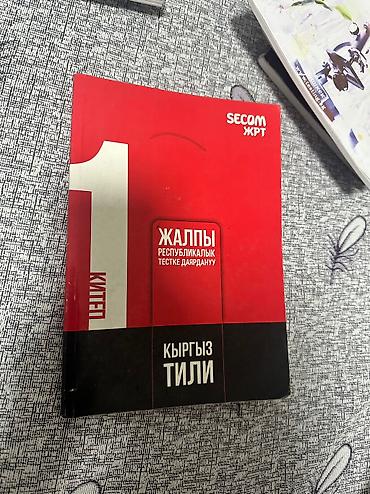 SECOM
ЖРТ
1
КИТЕП
ЖАЛПЫ
РЕСПУБЛИКАЛЫК
ТЕСТКЕ ДАЯРДАНУУ
КЫРГЫЗ
ТИЛИ